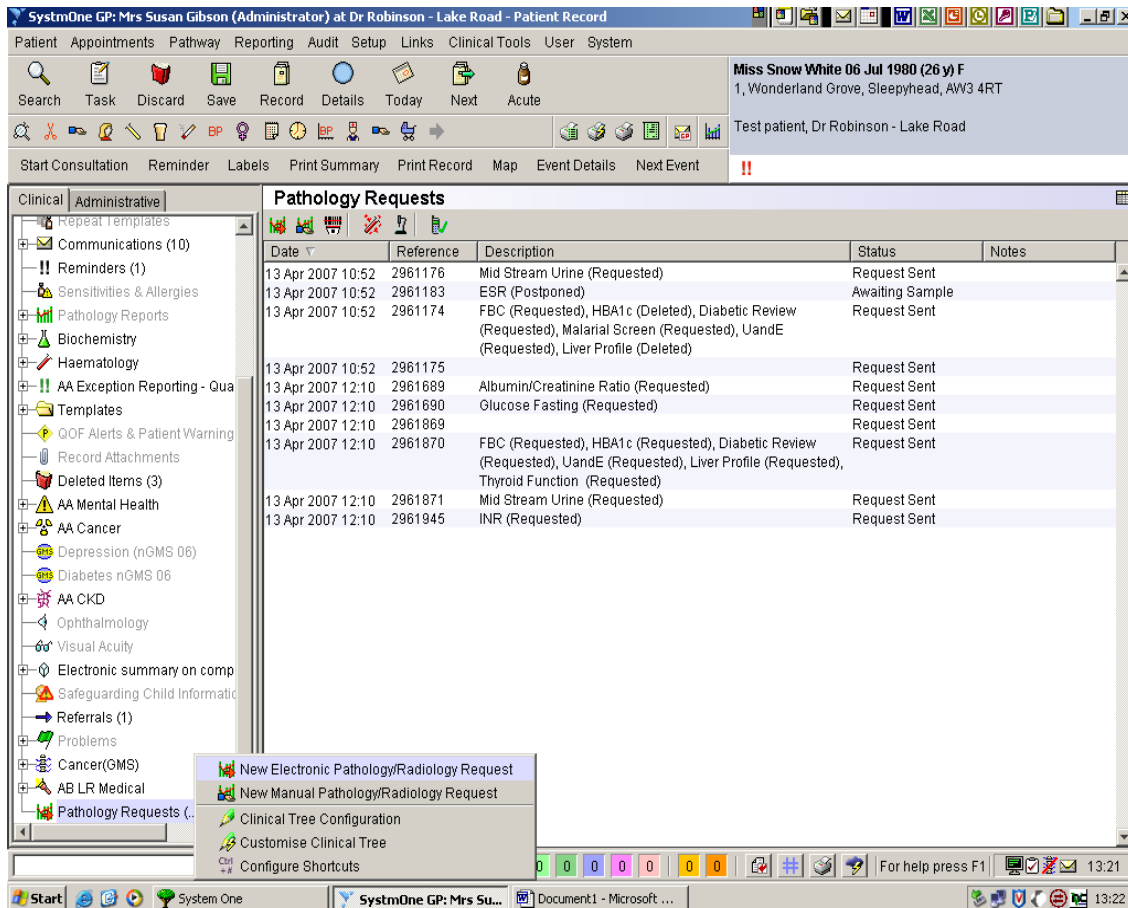 SystmOne GP: Mrs Susan Gibson (Administrator) at Dr Robinson - Lake Road - Patient Record
Patient Appointments Pathway Reporting Audit Setup Links Clinical Tools User System
Search Task Discard Save Record Details Today Next Acute
Miss Snow White 06 Jul 1980 (26 y) F
1, Wonderland Grove, Sleepyhead, AW3 4RT
Test patient, Dr Robinson - Lake Road
BP BP
Start Consultation Reminder Labels Print Summary Print Record Map Event Details Next Event !!
Clinical Administrative
Pathology Requests
Repeat Templates
Communications (10)
!! Reminders (1)
Sensitivities & Allergies
Pathology Reports
Biochemistry
Haematology
!! AA Exception Reporting - Qua
Templates
QOF Alerts & Patient Warning
Record Attachments
Deleted Items (3)
AA Mental Health
AA Cancer
GMS Depression (nGMS 06)
GMS Diabetes nGMS 06
AA CKD
Ophthalmology
Visual Acuity
Electronic summary on comp
Safeguarding Child Informatic
Referrals (1)
Problems
Cancer(GMS)
AB LR Medical
Pathology Requests (...
Date Reference Description Status Notes
13 Apr 2007 10:52 2961176 Mid Stream Urine (Requested) Request Sent
13 Apr 2007 10:52 2961183 ESR (Postponed) Awaiting Sample
13 Apr 2007 10:52 2961174 FBC (Requested), HBA1c (Deleted), Diabetic Review Request Sent
(Requested), Malarial Screen (Requested), UandE
(Requested), Liver Profile (Deleted)
13 Apr 2007 10:52 2961175 Request Sent
13 Apr 2007 12:10 2961689 Albumin/Creatinine Ratio (Requested) Request Sent
13 Apr 2007 12:10 2961690 Glucose Fasting (Requested) Request Sent
13 Apr 2007 12:10 2961869 Request Sent
13 Apr 2007 12:10 2961870 FBC (Requested), HBA1c (Requested), Diabetic Review Request Sent
(Requested), UandE (Requested), Liver Profile (Requested),
Thyroid Function (Requested)
13 Apr 2007 12:10 2961871 Mid Stream Urine (Requested) Request Sent
13 Apr 2007 12:10 2961945 INR (Requested) Request Sent
New Electronic Pathology/Radiology Request
New Manual Pathology/Radiology Request
Clinical Tree Configuration
Customise Clinical Tree
Ctrl +# Configure Shortcuts
0 0 0 0 0 0 0 For help press F1 13:21
Start System One SystmOne GP: Mrs Su... Document1 - Microsoft ... 13:22